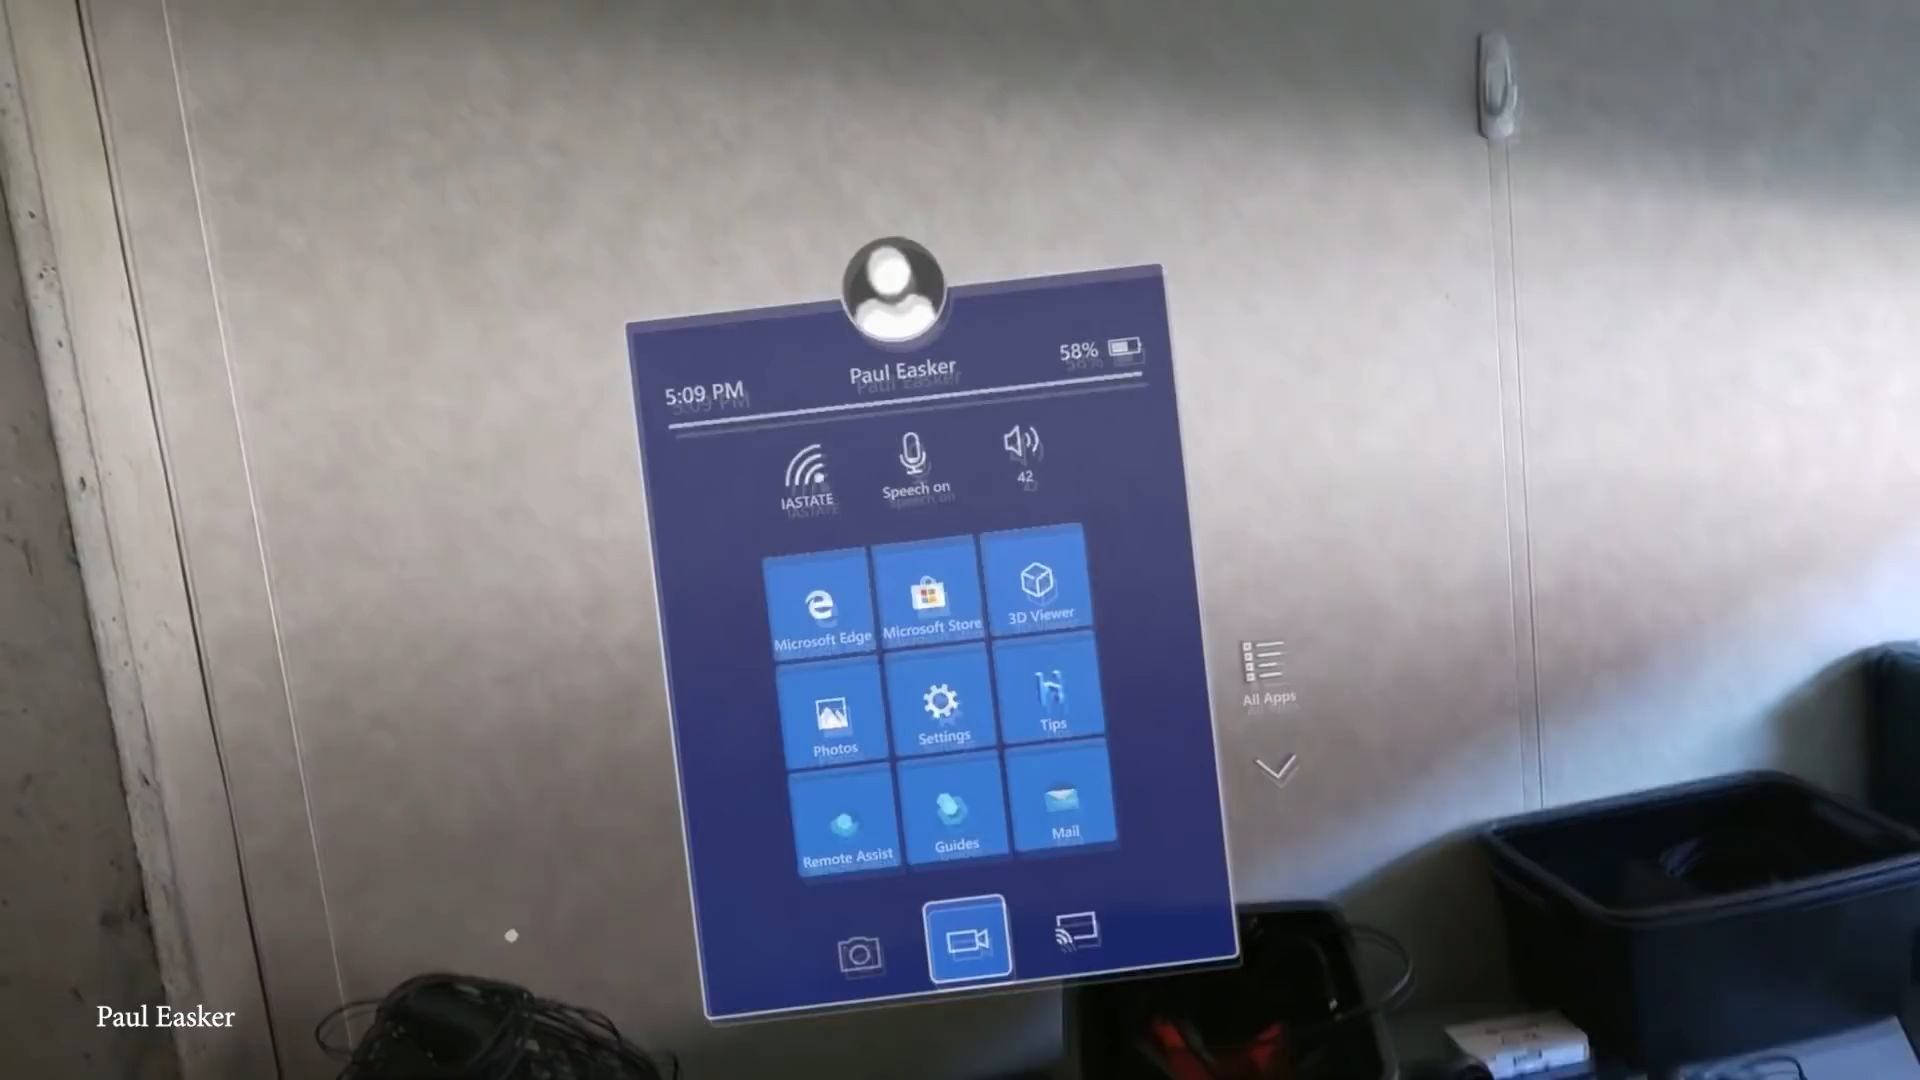 Paul Easker
5:09 PM
58%
IASTATE
Speech on
42
Microsoft Edge
Microsoft Store
3D Viewer
Photos
Settings
Tips
Remote Assist
Guides
Mail
All Apps
Paul Easker